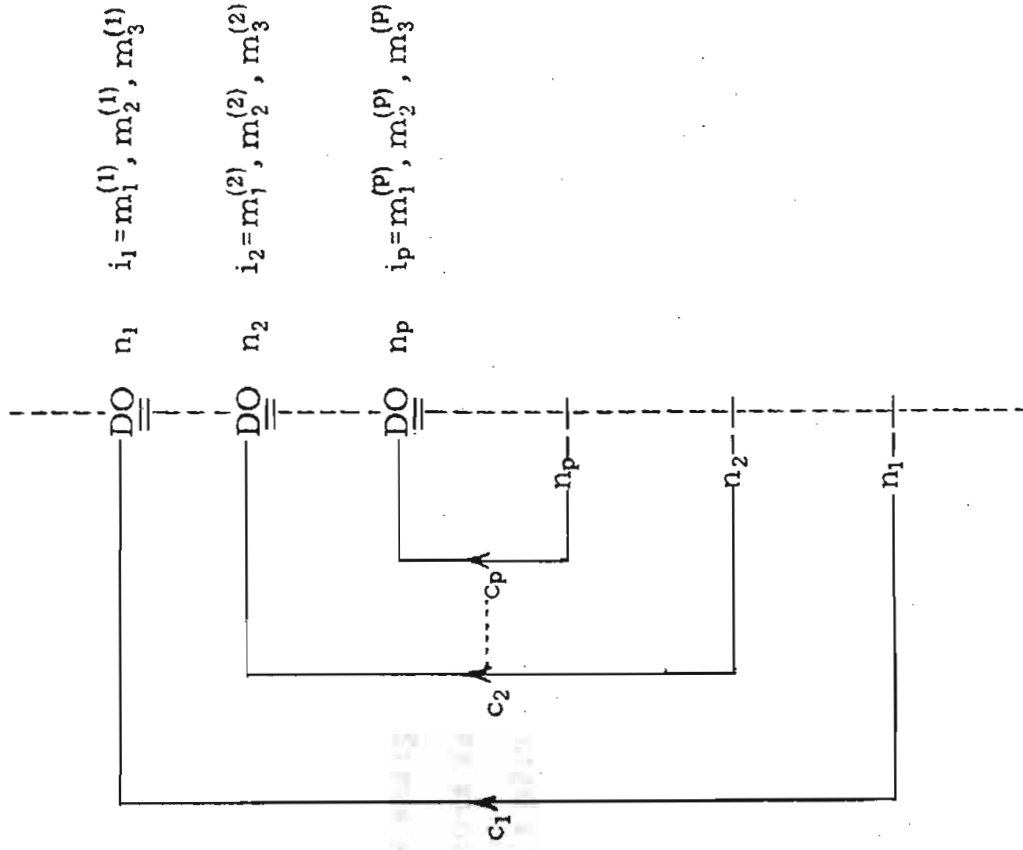 DO n₁ i₁=m₁⁽¹⁾, m₂⁽¹⁾, m₃⁽¹⁾
DO n₂ i₂=m₁⁽²⁾, m₂⁽²⁾, m₃⁽²⁾
DO nₚ iₚ=m₁⁽ᵖ⁾, m₂⁽ᵖ⁾, m₃⁽ᵖ⁾
nₚ
cₚ
n₂
c₂
n₁
c₁